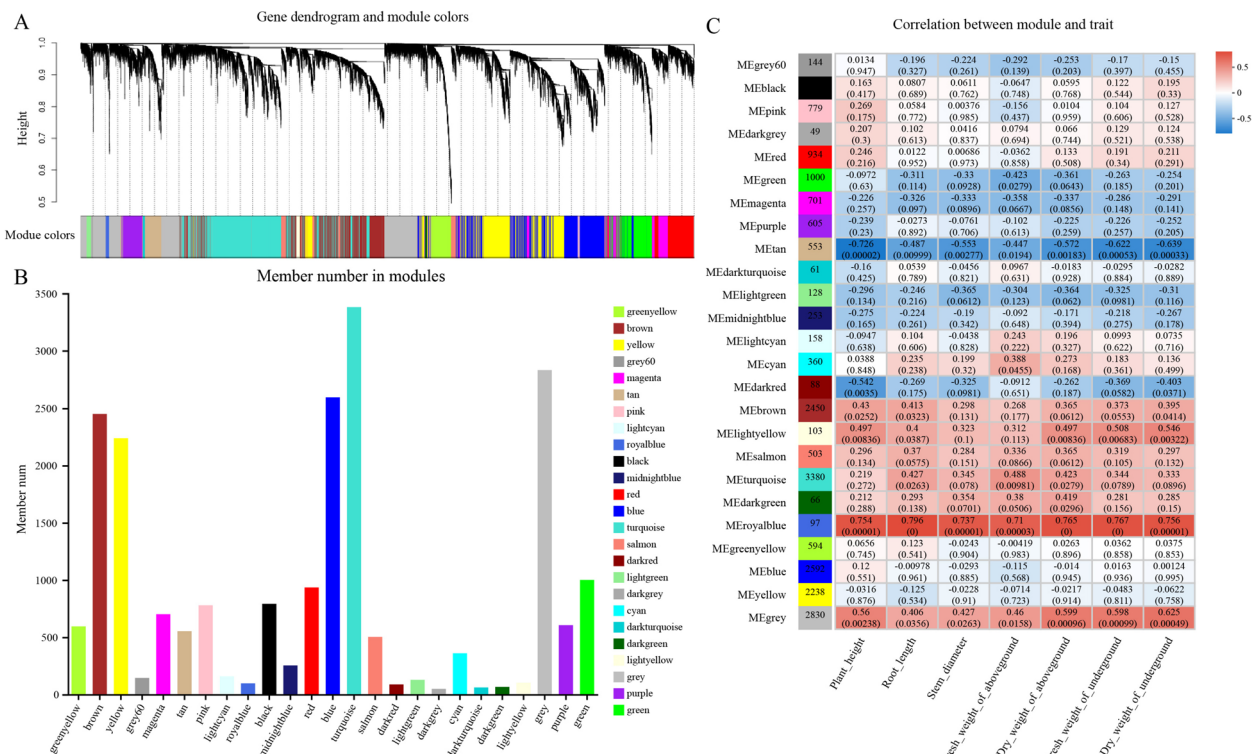 A
Gene dendrogram and module colors
Height
1.0
0.9
0.8
0.7
0.6
0.5
Modue colors
B
Member number in modules
Member num
3500
3000
2500
2000
1500
1000
500
0
greenyellow
brown
yellow
grey60
magenta
tan
pink
lightcyan
royalblue
black
midnightblue
red
blue
turquoise
salmon
darkred
lightgreen
darkgrey
cyan
darkturquoise
darkgreen
lightyellow
grey
purple
green
greenyellow
brown
yellow
grey60
magenta
tan
pink
lightcyan
royalblue
black
midnightblue
red
blue
turquoise
salmon
darkred
lightgreen
darkgrey
cyan
darkturquoise
darkgreen
lightyellow
grey
purple
green
C
Correlation between module and trait
MEgrey60 144 0.0134 -0.196 -0.224 -0.292 -0.253 -0.17 -0.15
(0.947) (0.327) (0.261) (0.139) (0.203) (0.397) (0.455)
MEblack 0.163 0.0807 0.0611 -0.0647 0.0595 0.122 0.195
(0.417) (0.689) (0.762) (0.748) (0.768) (0.544) (0.33)
MEpink 779 0.269 0.0584 0.00376 -0.156 0.0104 0.104 0.127
(0.175) (0.772) (0.985) (0.437) (0.959) (0.606) (0.528)
MEdarkgrey 49 0.207 0.102 0.0416 0.0794 0.066 0.129 0.124
(0.3) (0.613) (0.837) (0.694) (0.744) (0.521) (0.538)
MEred 934 0.246 0.0122 0.00686 -0.0362 0.133 0.191 0.211
(0.216) (0.952) (0.973) (0.858) (0.508) (0.34) (0.291)
MEgreen 1000 -0.0972 -0.311 -0.33 -0.423 -0.361 -0.263 -0.254
(0.63) (0.114) (0.0928) (0.0279) (0.0643) (0.185) (0.201)
MEmagenta 701 -0.226 -0.326 -0.333 -0.358 -0.337 -0.286 -0.291
(0.257) (0.097) (0.0896) (0.0667) (0.0856) (0.148) (0.141)
MEpurple 605 -0.239 -0.0273 -0.0761 -0.102 -0.225 -0.226 -0.252
(0.23) (0.892) (0.706) (0.613) (0.259) (0.257) (0.205)
MEtan 553 -0.726 -0.487 -0.553 -0.447 -0.572 -0.622 -0.639
(0.00002) (0.00999) (0.00277) (0.0194) (0.00183) (0.00053) (0.00033)
MEdarkturquoise 61 -0.16 0.0539 -0.0456 0.0967 -0.0183 -0.0295 -0.0282
(0.425) (0.789) (0.821) (0.631) (0.928) (0.884) (0.889)
MElightgreen 128 -0.296 -0.246 -0.365 -0.304 -0.364 -0.325 -0.31
(0.134) (0.216) (0.0612) (0.123) (0.062) (0.0981) (0.116)
MEmidnightblue 253 -0.275 -0.224 -0.19 -0.092 -0.171 -0.218 -0.267
(0.165) (0.261) (0.342) (0.648) (0.394) (0.275) (0.178)
MElightcyan 158 -0.0947 0.104 -0.0438 0.243 0.196 0.0993 0.0735
(0.638) (0.606) (0.828) (0.222) (0.327) (0.622) (0.716)
MEcyan 360 0.0388 0.235 0.199 0.388 0.273 0.183 0.136
(0.848) (0.238) (0.32) (0.0455) (0.168) (0.361) (0.499)
MEdarkred 88 -0.542 -0.269 -0.325 -0.0912 -0.262 -0.369 -0.403
(0.0035) (0.175) (0.0981) (0.651) (0.187) (0.0582) (0.0371)
MEbrown 2450 0.43 0.413 0.298 0.268 0.365 0.373 0.395
(0.0252) (0.0323) (0.131) (0.177) (0.0612) (0.0553) (0.0414)
MElightyellow 103 0.497 0.4 0.323 0.312 0.497 0.508 0.546
(0.00836) (0.0387) (0.1) (0.113) (0.00836) (0.00683) (0.00322)
MEsalmon 503 0.296 0.37 0.284 0.336 0.365 0.319 0.297
(0.134) (0.0575) (0.151) (0.0866) (0.0612) (0.105) (0.132)
MEturquoise 3380 0.219 0.427 0.345 0.488 0.423 0.344 0.333
(0.272) (0.0263) (0.078) (0.00981) (0.0279) (0.0789) (0.0896)
MEdarkgreen 66 0.212 0.293 0.354 0.38 0.419 0.281 0.285
(0.288) (0.138) (0.0701) (0.0506) (0.0296) (0.156) (0.15)
MEroyalblue 97 0.754 0.796 0.737 0.71 0.765 0.767 0.756
(0.00001) (0) (0.00001) (0.00003) (0) (0) (0.00001)
MEgreenyellow 594 0.0656 0.123 -0.0243 -0.00419 0.0263 0.0362 0.0375
(0.745) (0.541) (0.904) (0.983) (0.896) (0.858) (0.853)
MEblue 0.12 -0.00978 -0.0293 -0.115 -0.014 0.0163 0.00124
(0.551) (0.961) (0.885) (0.568) (0.945) (0.936) (0.995)
MEyellow 2238 -0.0316 -0.125 -0.0228 -0.0714 -0.0217 -0.0483 -0.0622
(0.876) (0.534) (0.91) (0.723) (0.914) (0.811) (0.758)
MEgrey 2830 0.56 0.406 0.427 0.46 0.599 0.598 0.625
(0.00238) (0.0356) (0.0263) (0.0158) (0.00096) (0.00099) (0.00049)
Plant_height
Root_length
Stem_diameter
esh_weight_of_aboveground
Dry_weight_of_aboveground
resh_weight_of_underground
Dry_weight_of_underground
0.5
0
-0.5